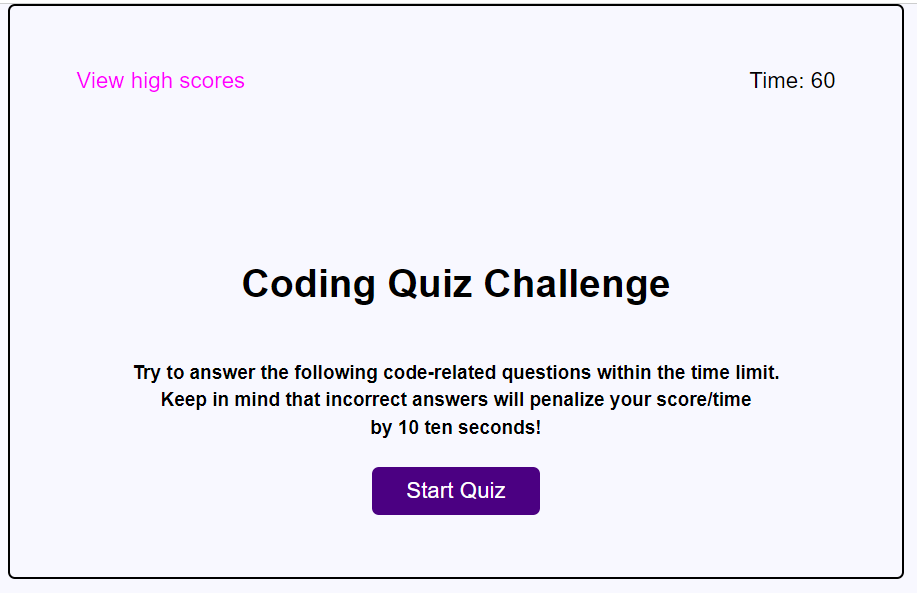 View high scores
Time: 60
Coding Quiz Challenge
Try to answer the following code-related questions within the time limit.
Keep in mind that incorrect answers will penalize your score/time
by 10 ten seconds!
Start Quiz